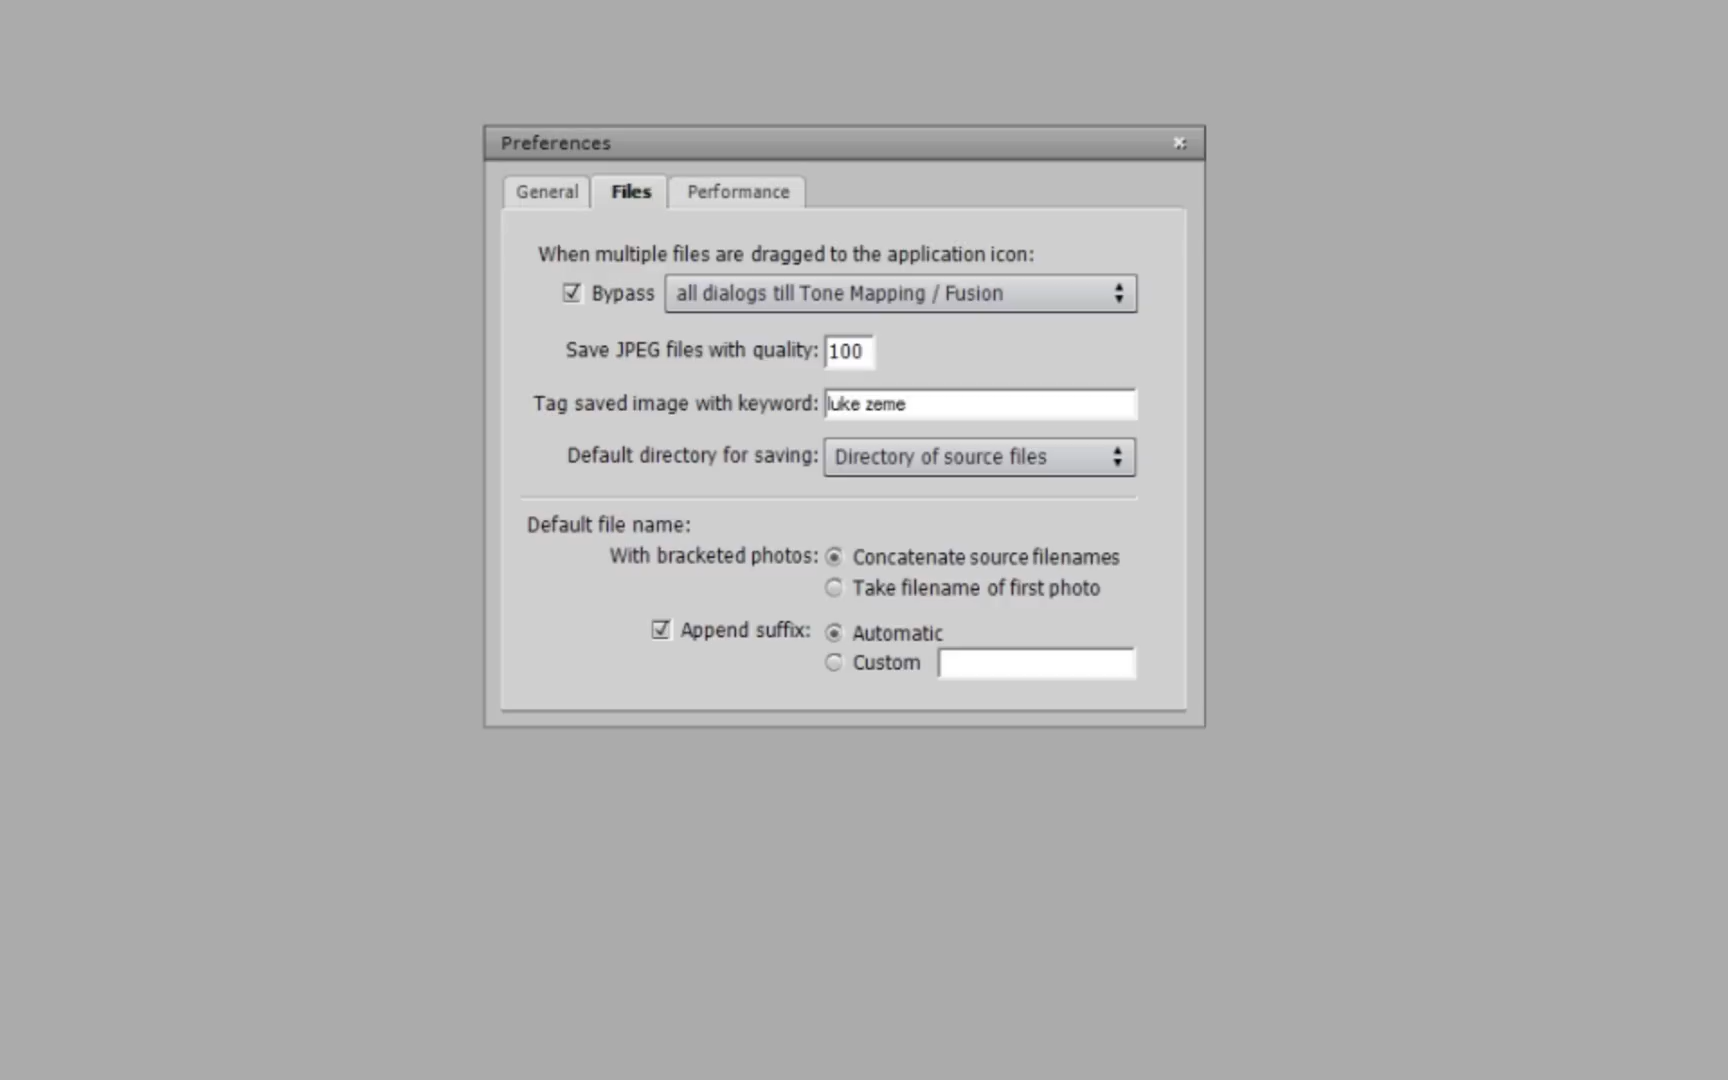 Preferences
General Files Performance
When multiple files are dragged to the application icon:
Bypass all dialogs till Tone Mapping / Fusion
Save JPEG files with quality: 100
Tag saved image with keyword: luke zeme
Default directory for saving: Directory of source files
Default file name:
With bracketed photos: Concatenate source filenames
Take filename of first photo
Append suffix: Automatic
Custom